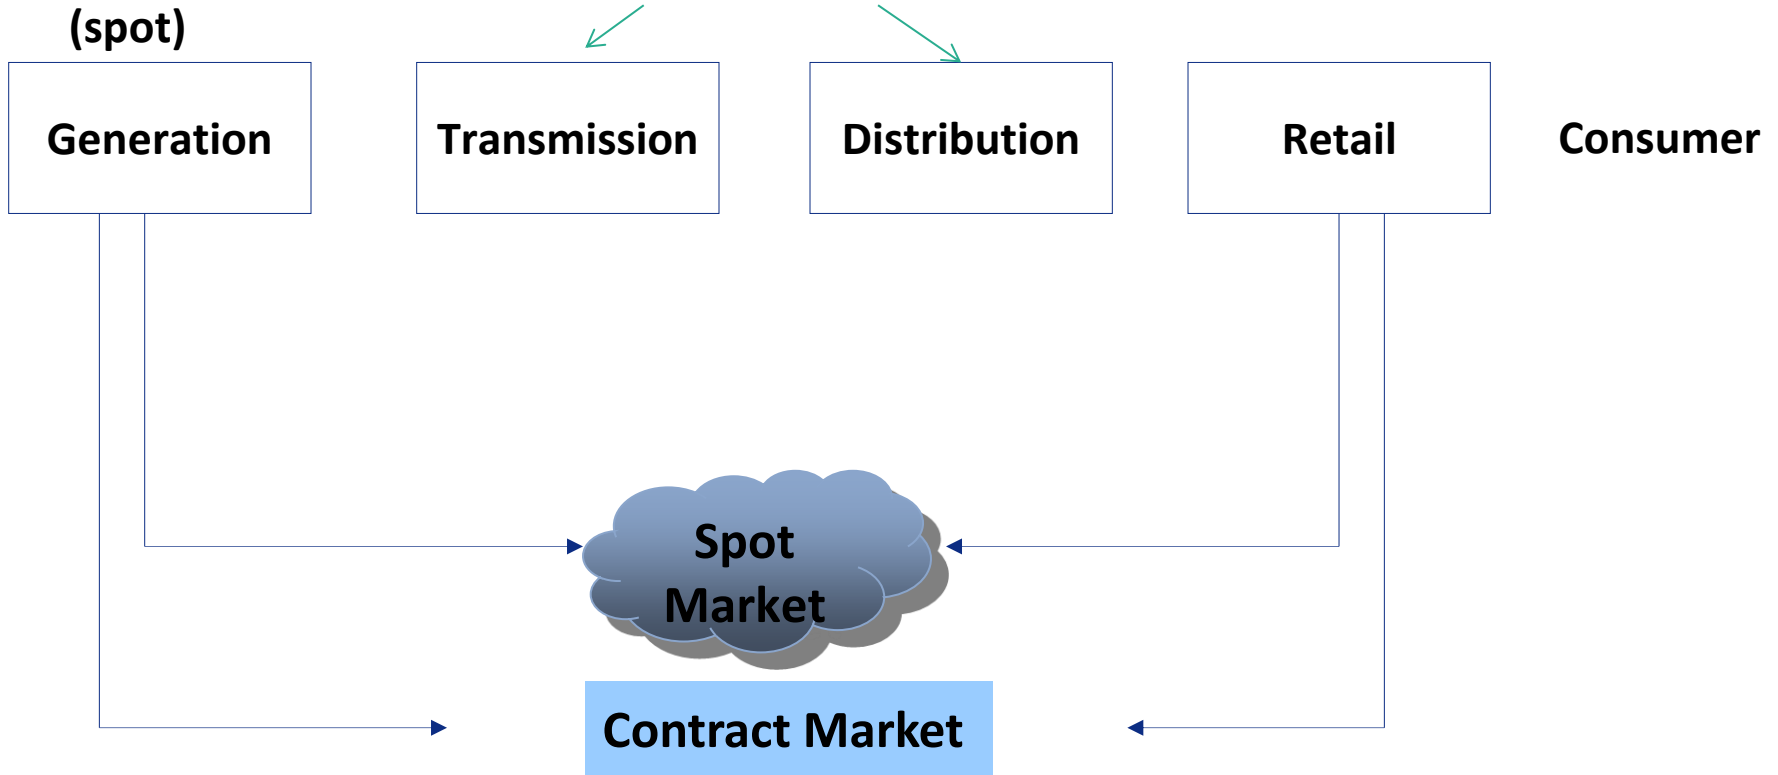 (spot)
Generation
Transmission
Distribution
Retail
Consumer
Spot
Market
Contract Market